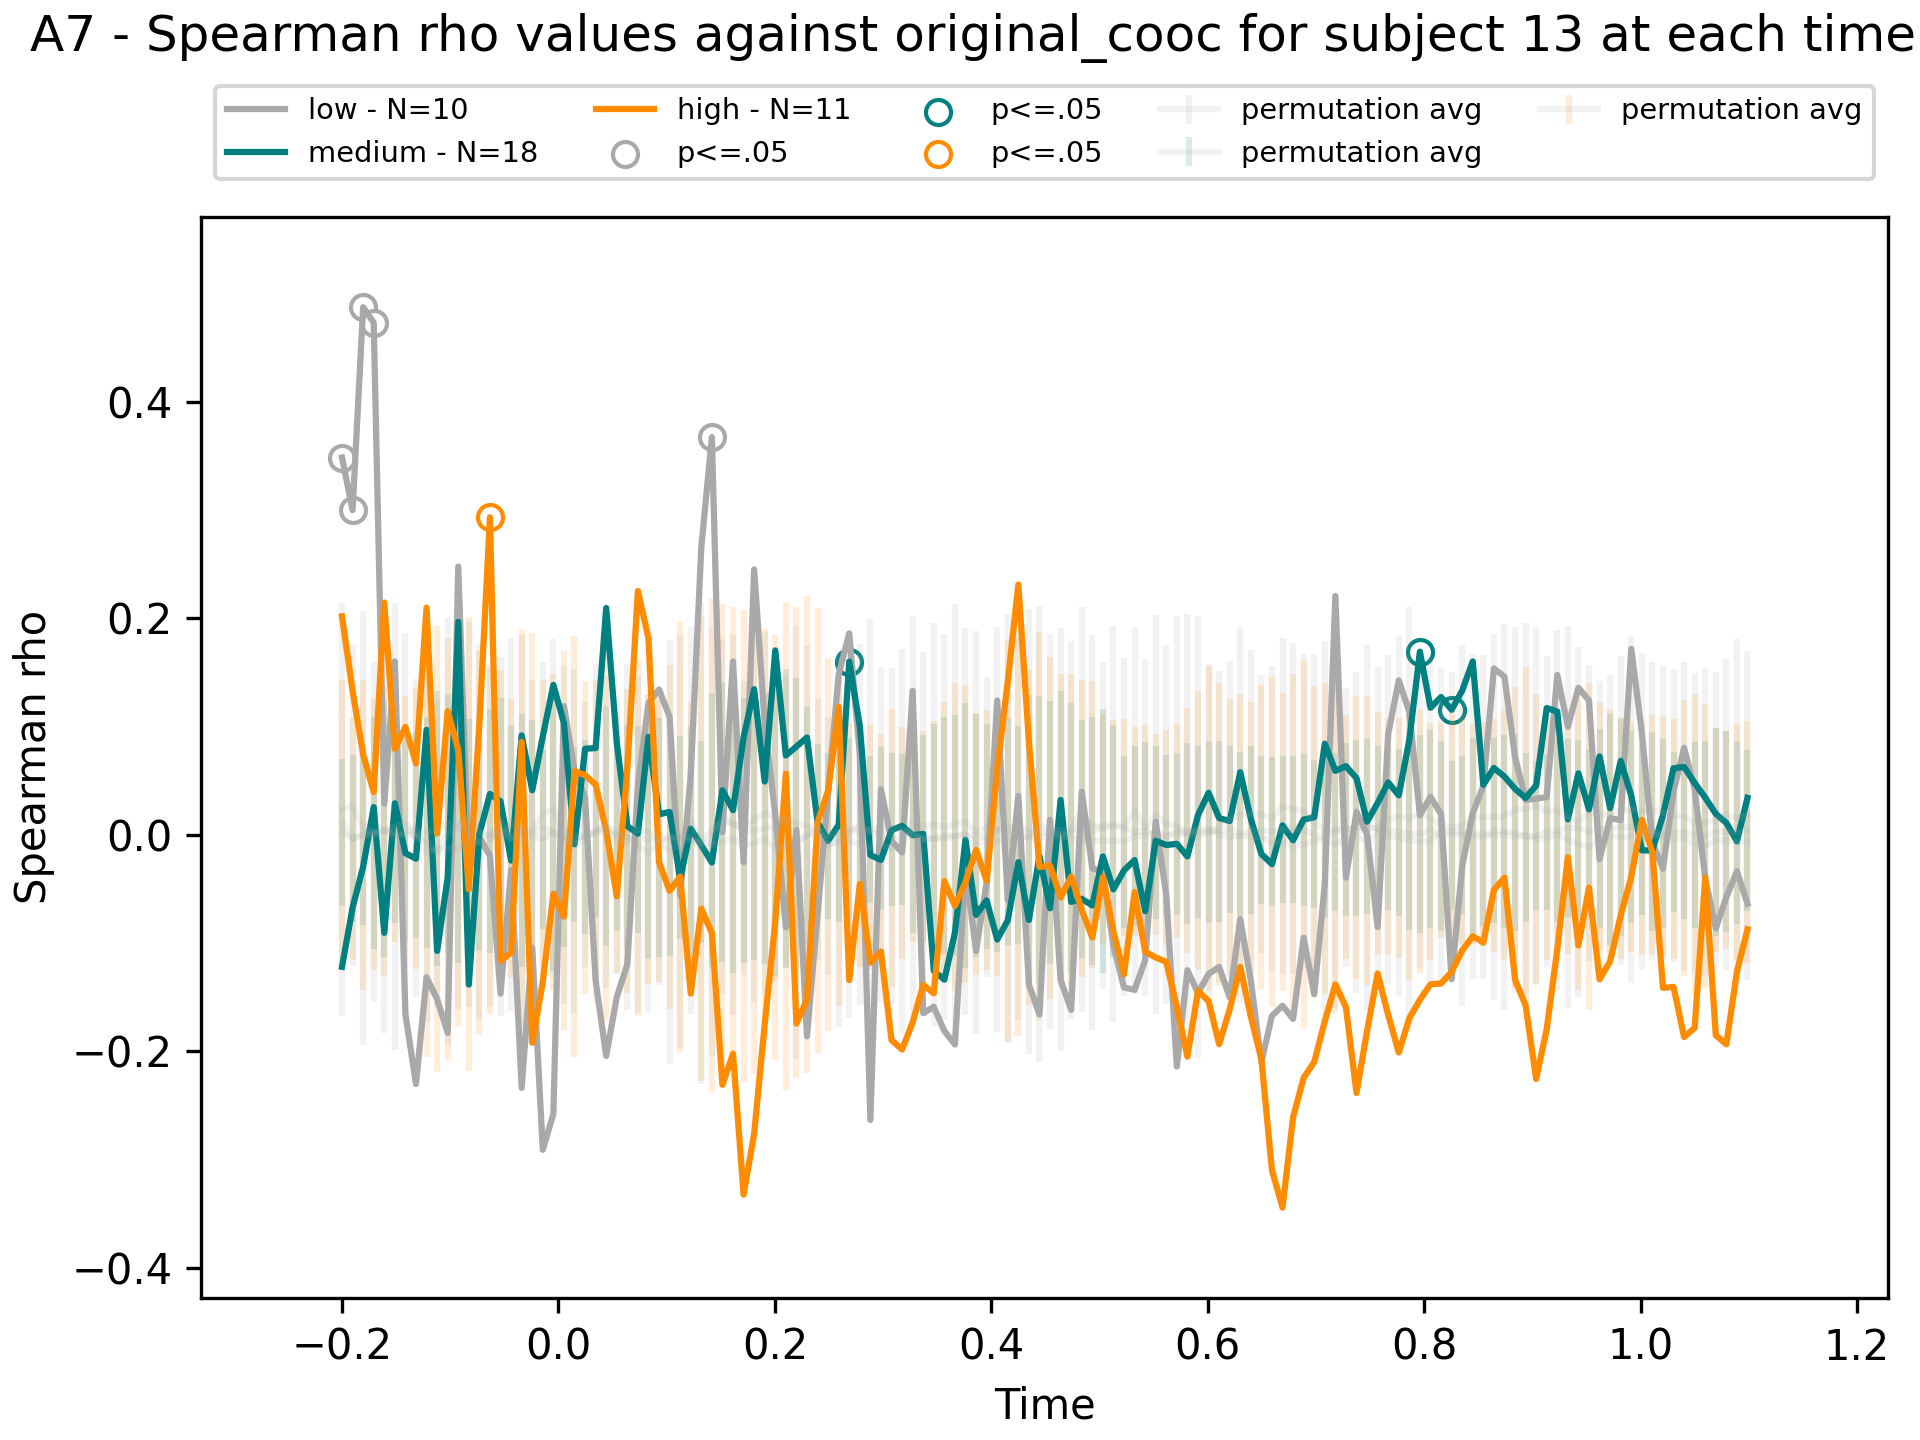 A7 - Spearman rho values against original_cooc for subject 13 at each time
low - N=10 high - N=11 p<=.05 permutation avg permutation avg
medium - N=18 p<=.05 p<=.05 permutation avg
Spearman rho
0.4
0.2
0.0
−0.2
−0.4
−0.2 0.0 0.2 0.4 0.6 0.8 1.0 1.2
Time